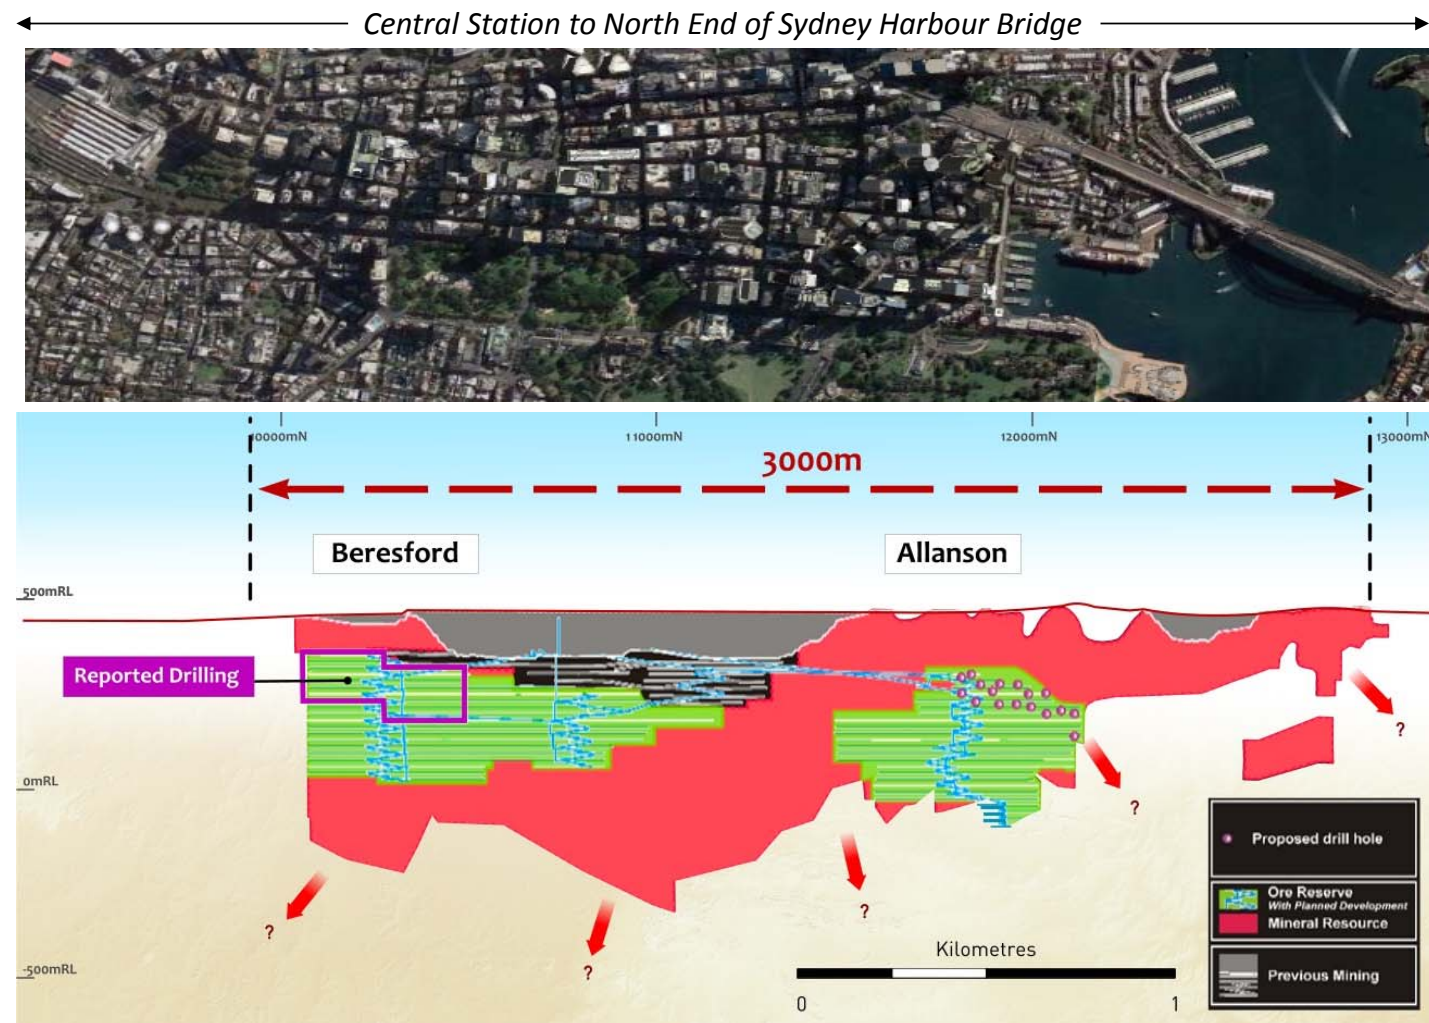 Central Station to North End of Sydney Harbour Bridge
10000mN
11000mN
12000mN
13000mN
3000m
Beresford
Allanson
500mRL
Reported Drilling
0mRL
-500mRL
?
?
?
?
?
Kilometres
0
1
Proposed drill hole
Ore Reserve
With Planned Development
Mineral Resource
Previous Mining